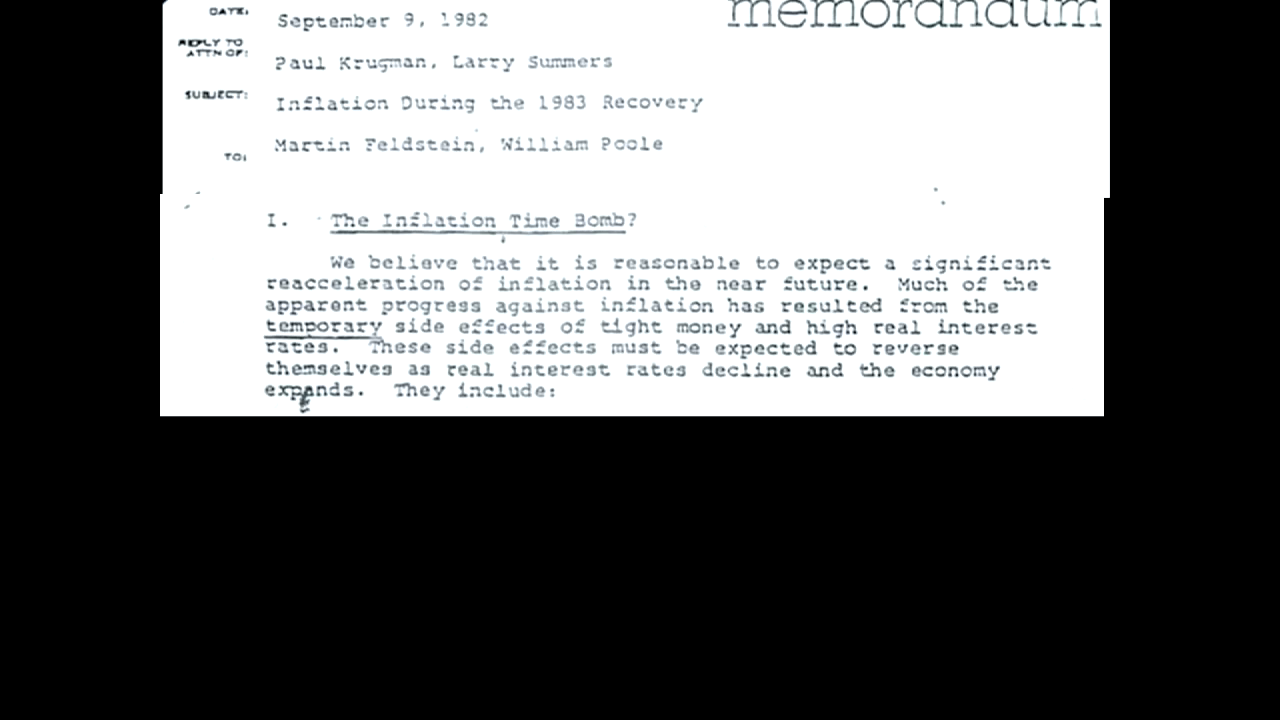 memorandum
DATE: September 9, 1982
REPLY TO
ATTN OF: Paul Krugman, Larry Summers
SUBJECT: Inflation During the 1983 Recovery
TO: Martin Feldstein, William Poole
I. The Inflation Time Bomb?
We believe that it is reasonable to expect a significant
reacceleration of inflation in the near future. Much of the
apparent progress against inflation has resulted from the
temporary side effects of tight money and high real interest
rates. These side effects must be expected to reverse
themselves as real interest rates decline and the economy
expands. They include: